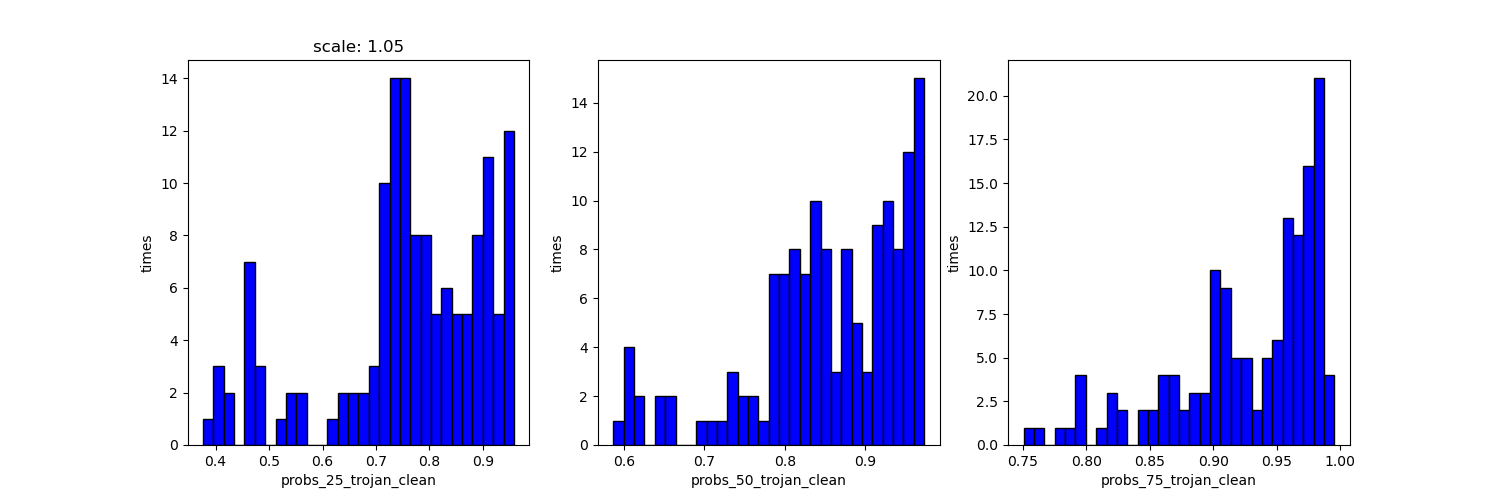 scale: 1.05
times
14
12
10
8
6
4
2
0
0.4 0.5 0.6 0.7 0.8 0.9
probs_25_trojan_clean
times
14
12
10
8
6
4
2
0
0.6 0.7 0.8 0.9
probs_50_trojan_clean
times
20.0
17.5
15.0
12.5
10.0
7.5
5.0
2.5
0.0
0.75 0.80 0.85 0.90 0.95 1.00
probs_75_trojan_clean